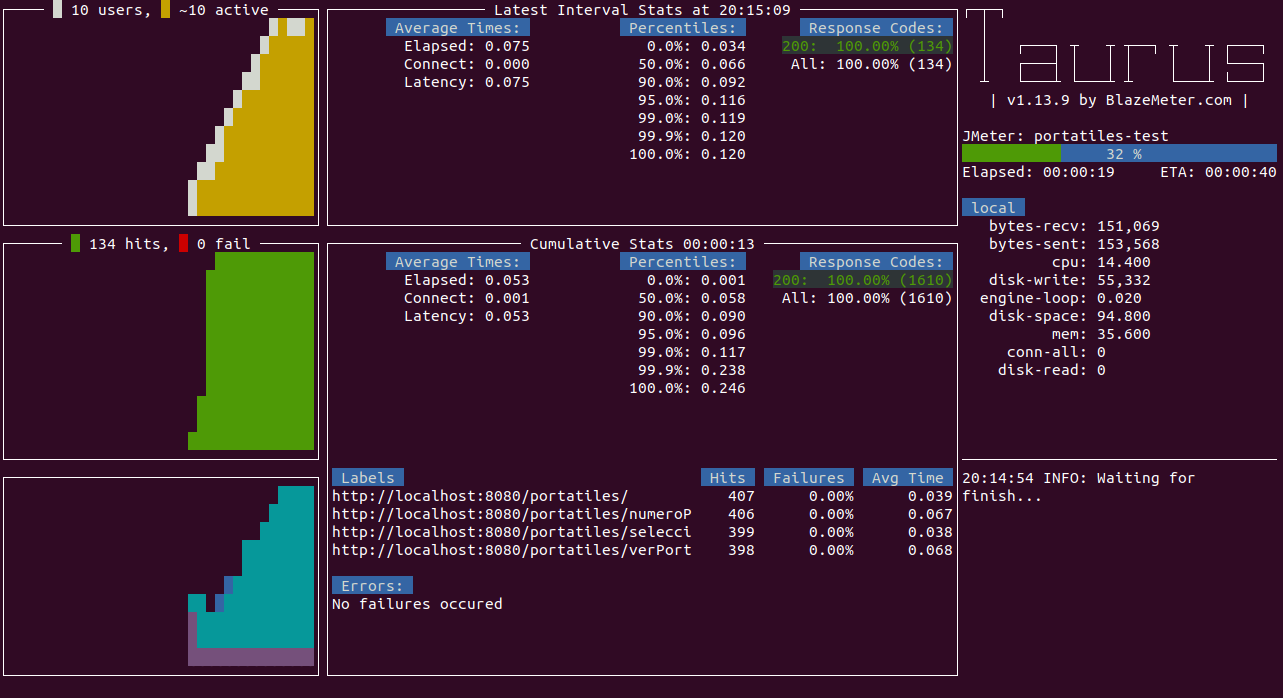 10 users, ~10 active
134 hits, 0 fail
Latest Interval Stats at 20:15:09
Average Times: Percentiles: Response Codes:
Elapsed: 0.075 0.0%: 0.034 200: 100.00% (134)
Connect: 0.000 50.0%: 0.066 All: 100.00% (134)
Latency: 0.075 90.0%: 0.092
95.0%: 0.116
99.0%: 0.119
99.9%: 0.120
100.0%: 0.120
Cumulative Stats 00:00:13
Average Times: Percentiles: Response Codes:
Elapsed: 0.053 0.0%: 0.001 200: 100.00% (1610)
Connect: 0.001 50.0%: 0.058 All: 100.00% (1610)
Latency: 0.053 90.0%: 0.090
95.0%: 0.096
99.0%: 0.117
99.9%: 0.238
100.0%: 0.246
Labels Hits Failures Avg Time
http://localhost:8080/portatiles/ 407 0.00% 0.039
http://localhost:8080/portatiles/numeroP 406 0.00% 0.067
http://localhost:8080/portatiles/selecci 399 0.00% 0.038
http://localhost:8080/portatiles/verPort 398 0.00% 0.068
Errors:
No failures occured
Taurus
| v1.13.9 by BlazeMeter.com |
JMeter: portatiles-test
32 %
Elapsed: 00:00:19 ETA: 00:00:40
local
bytes-recv: 151,069
bytes-sent: 153,568
cpu: 14.400
disk-write: 55,332
engine-loop: 0.020
disk-space: 94.800
mem: 35.600
conn-all: 0
disk-read: 0
20:14:54 INFO: Waiting for
finish...